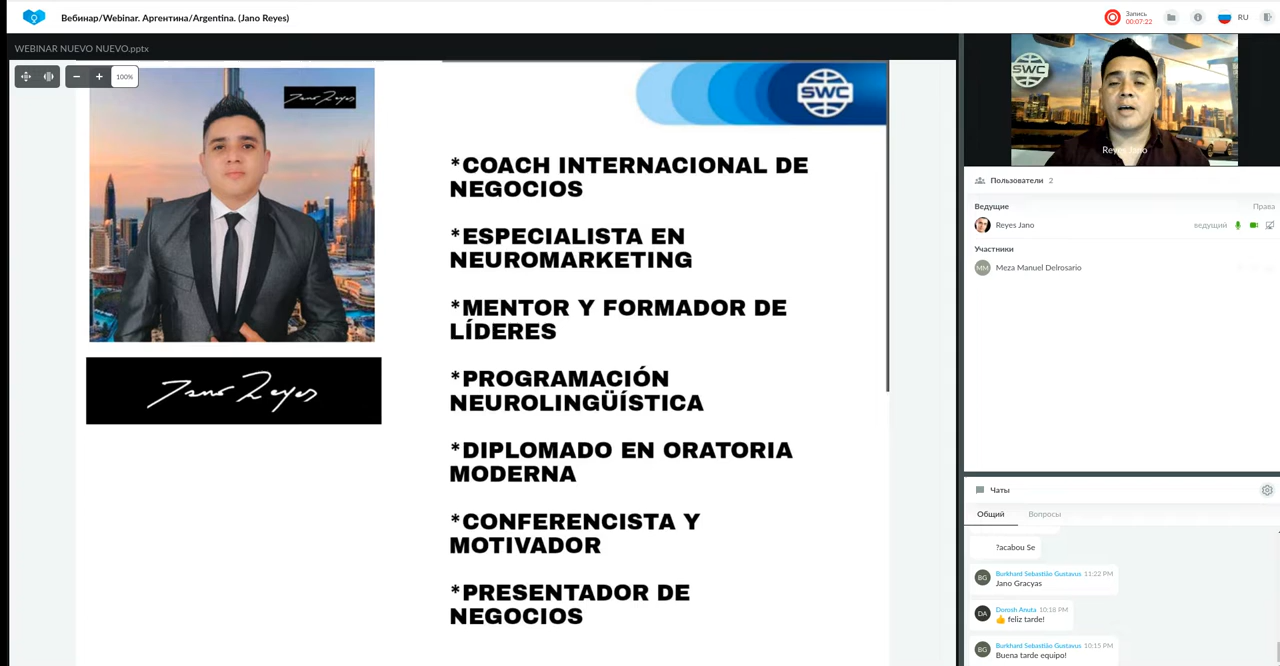 Вебинар/Webinar. Аргентина/Argentina. (Jano Reyes)
Запись
00:07:22
RU
WEBINAR NUEVO NUEVO.pptx
100%
Jano Reyes
SWC
*COACH INTERNACIONAL DE
NEGOCIOS
*ESPECIALISTA EN
NEUROMARKETING
*MENTOR Y FORMADOR DE
LÍDERES
*PROGRAMACIÓN
NEUROLINGÜÍSTICA
*DIPLOMADO EN ORATORIA
MODERNA
*CONFERENCISTA Y
MOTIVADOR
*PRESENTADOR DE
NEGOCIOS
Jano Reyes
SWC
Reyes Jano
Пользователи 2
Ведущие Права
Reyes Jano ведущий
Участники
MM Meza Manuel Delrosario
Чаты
Общий Вопросы
?acabou Se
BG Burkhard Sebastião Gustavus 11:22 PM
Jano Gracyas
DA Dorosh Anuta 10:18 PM
👍 feliz tarde!
BG Burkhard Sebastião Gustavus 10:15 PM
Buena tarde equipo!